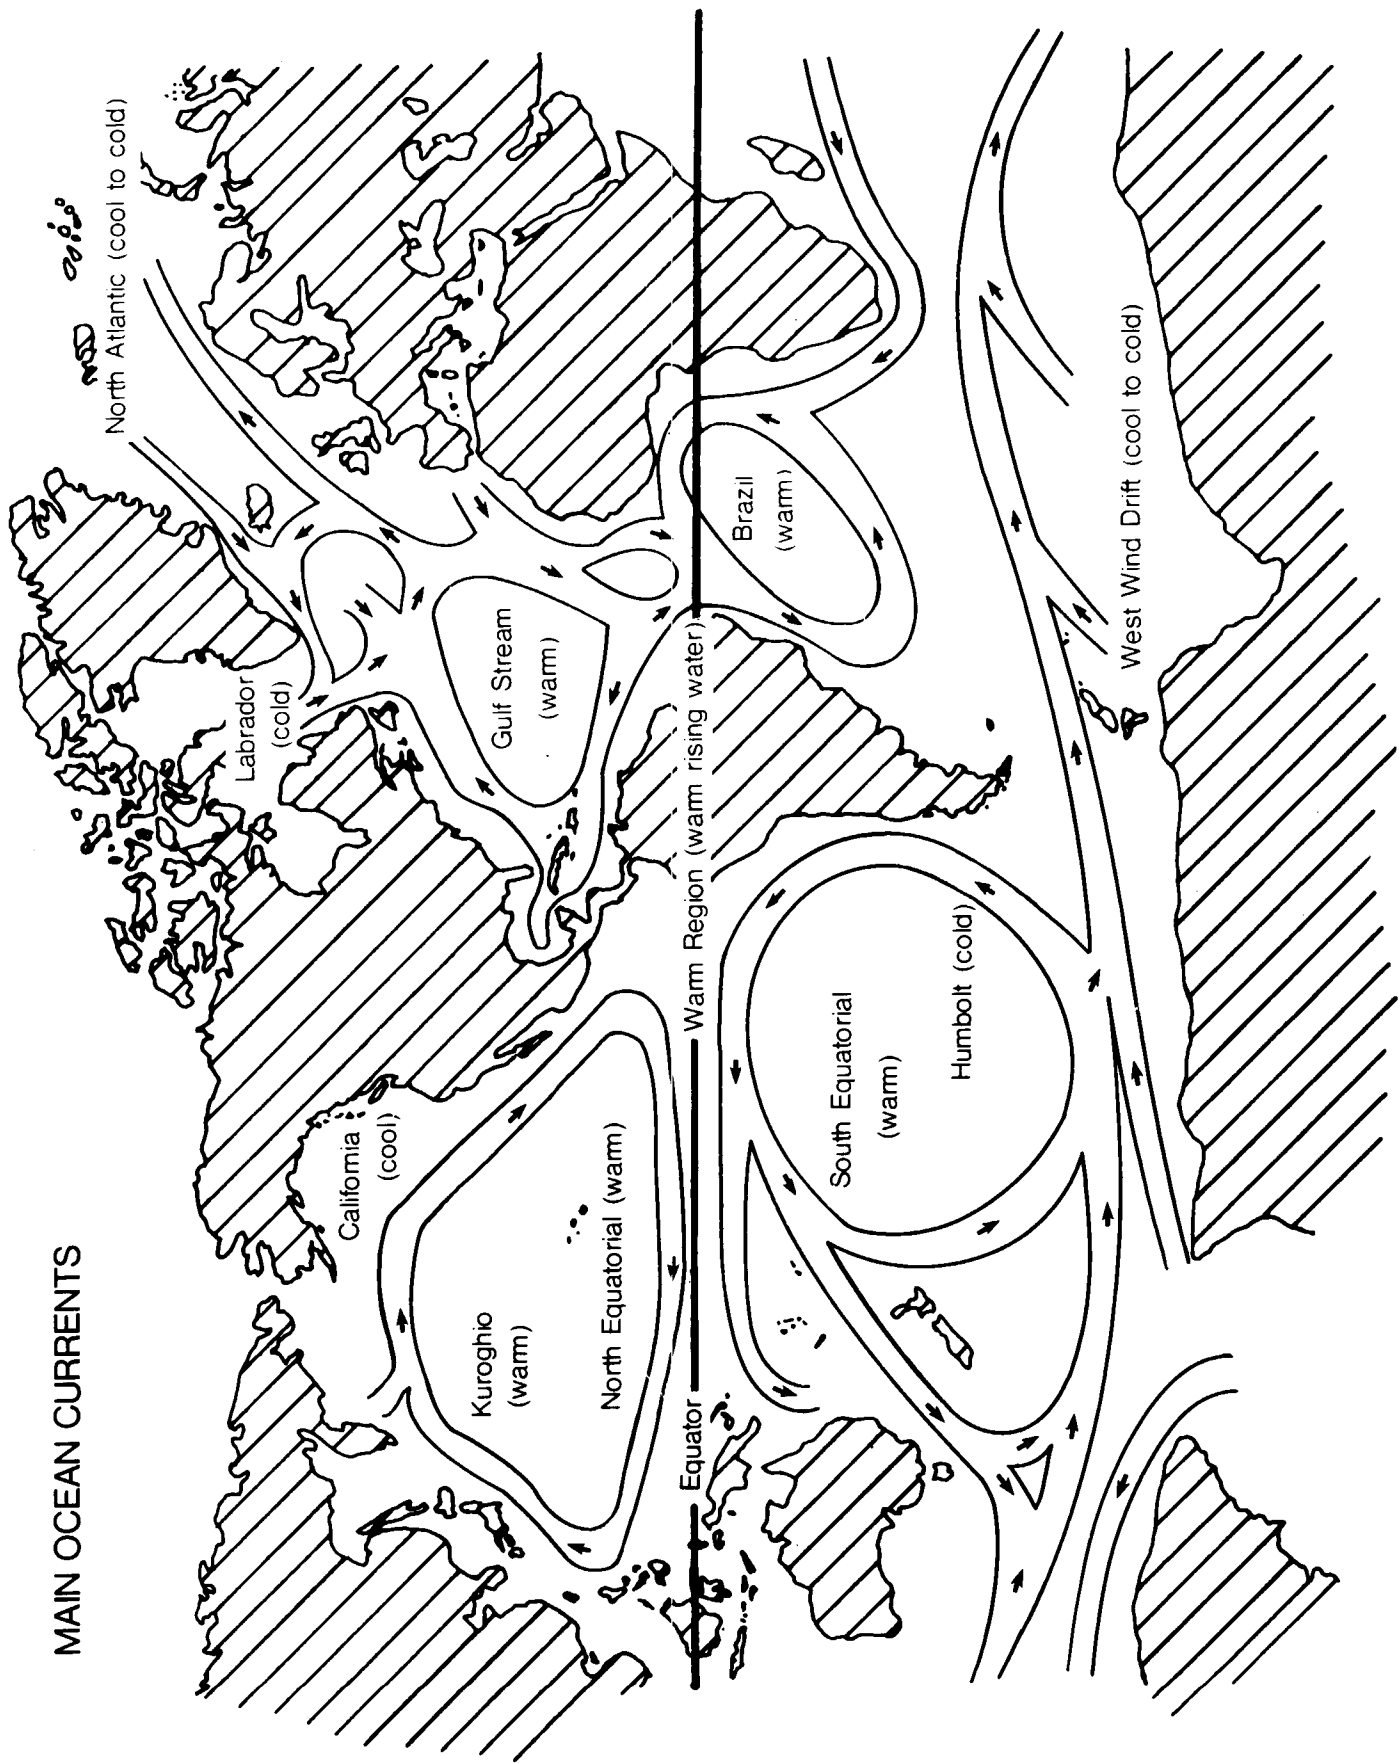 MAIN OCEAN CURRENTS
North Atlantic (cool to cold)
Labrador
(cold)
California
(cool)
Gulf Stream
(warm)
Kuroghio
(warm)
North Equatorial (warm)
Equator
Warm Region (warm rising water)
Brazil
(warm)
South Equatorial
(warm)
Humbolt (cold)
West Wind Drift (cool to cold)